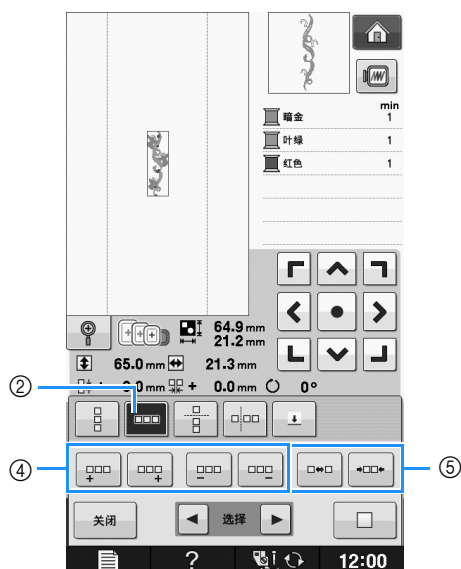 min
暗金 1
叶绿 1
红色 1
64.9 mm
21.2 mm
65.0 mm 21.3 mm
+ 0.0 mm + 0.0 mm 0°
②
④ ⑤
关闭 选择
? 12:00